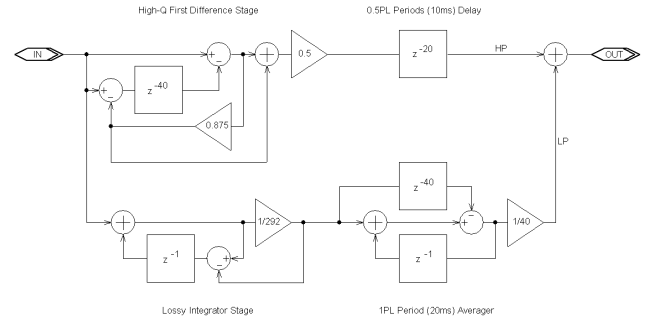 High-Q First Difference Stage
0.5PL Periods (10ms) Delay
IN
+
-
+
0.5
z -20
HP
+
OUT
+
-
z -40
0.875
LP
z -40
+
1/292
+
+
-
1/40
z -1
-
+
z -1
Lossy Integrator Stage
1PL Period (20ms) Averager